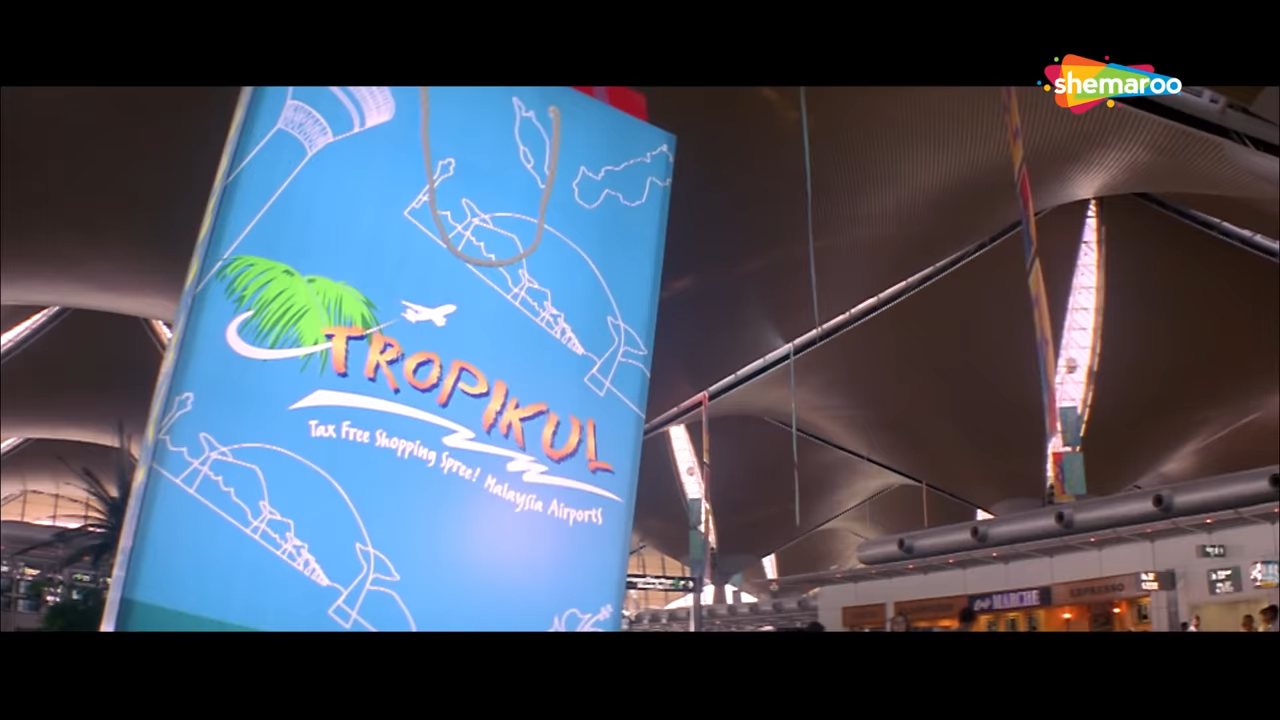 shemaroo
TROPIKUL
Tax Free Shopping Spree! Malaysia Airports
MARCHE
ESPRESSO